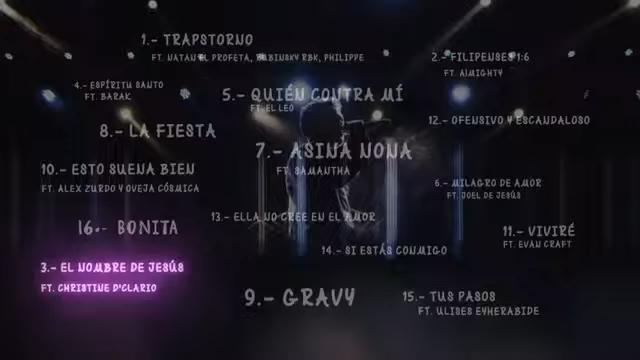 1.- TRAPSTORNO
FT. NATAN EL PROFETA, RUBINSKY RBK, PHILIPPE
2.- FYLIPENSES 1:6
FT. ALMIGHTY
4.- ESPÍRITU SANTO
FT. BARAK
5.- QUIÉN CONTRA MÍ
FT. EL LEO
12.- OFENSIVO Y ESCANDALOSO
8.- LA FIESTA
7.- ASINA NONA
FT. SAMANTHA
10.- ESTO SUENA BIEN
FT. ALEX ZURDO Y OVEJA CÓSMICA
6.- MILAGRO DE AMOR
FT. JOEL DE JESÚS
16.- BONITA
13.- ELLA NO CREE EN EL AMOR
11.- VIVIRÉ
FT. EVAN CRAFT
14.- SI ESTÁS CONMIGO
3.- EL NOMBRE DE JESÚS
FT. CHRISTINE D'CLARIO
9.- GRAVY
15.- TUS PASOS
FT. ULISES EYHERABIDE